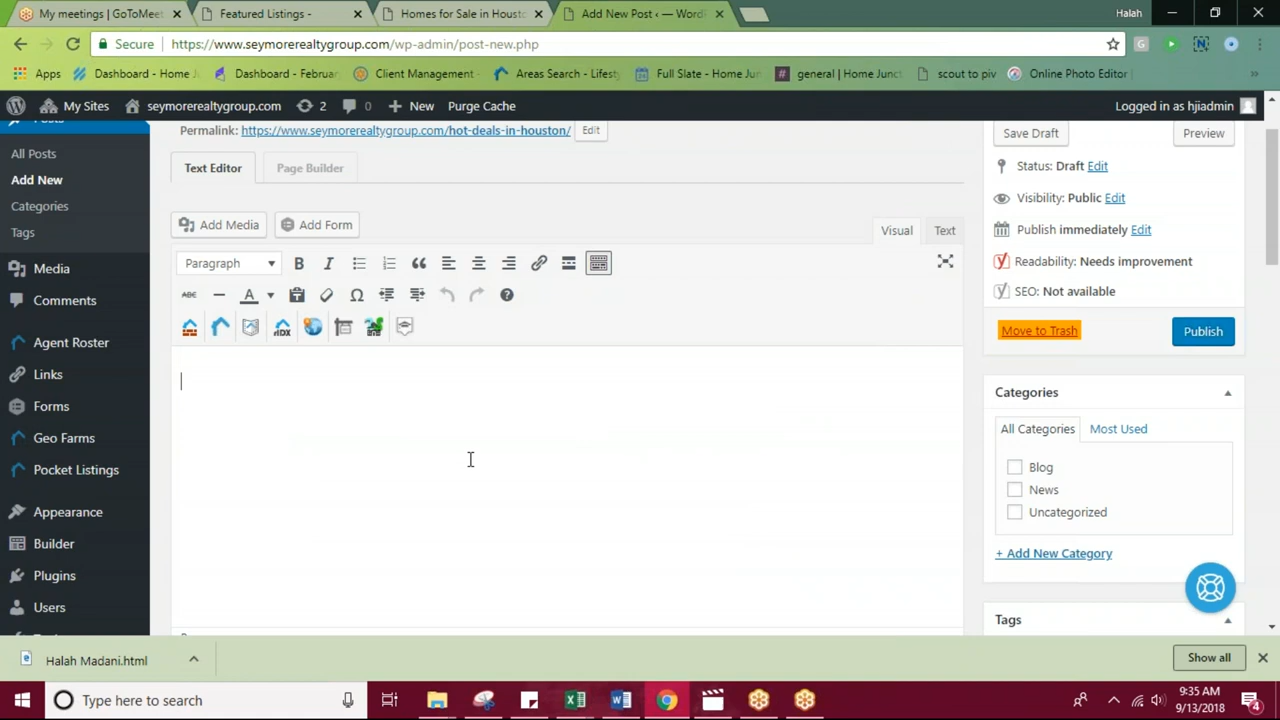 My meetings | GoToMeet
Featured Listings -
Homes for Sale in Housto
Add New Post ‹ — Word
Halah
Secure
https://www.seymorerealtygroup.com/wp-admin/post-new.php
Apps
Dashboard - Home J
Dashboard - Februar
Client Management -
Areas Search - Lifest
Full Slate - Home Jun
general | Home Junct
scout to piv
Online Photo Editor
My Sites
seymorerealtygroup.com
2
0
New
Purge Cache
Logged in as hjiadmin
All Posts
Add New
Categories
Tags
Media
Comments
Agent Roster
Links
Forms
Geo Farms
Pocket Listings
Appearance
Builder
Plugins
Users
Permalink: https://www.seymorerealtygroup.com/hot-deals-in-houston/
Edit
Text Editor
Page Builder
Add Media
Add Form
Visual
Text
Paragraph
B
I
ABC
A
IDX
Save Draft
Preview
Status: Draft Edit
Visibility: Public Edit
Publish immediately Edit
Readability: Needs improvement
SEO: Not available
Move to Trash
Publish
Categories
All Categories
Most Used
Blog
News
Uncategorized
+ Add New Category
Tags
Halah Madani.html
Show all
Type here to search
9:35 AM
9/13/2018
4